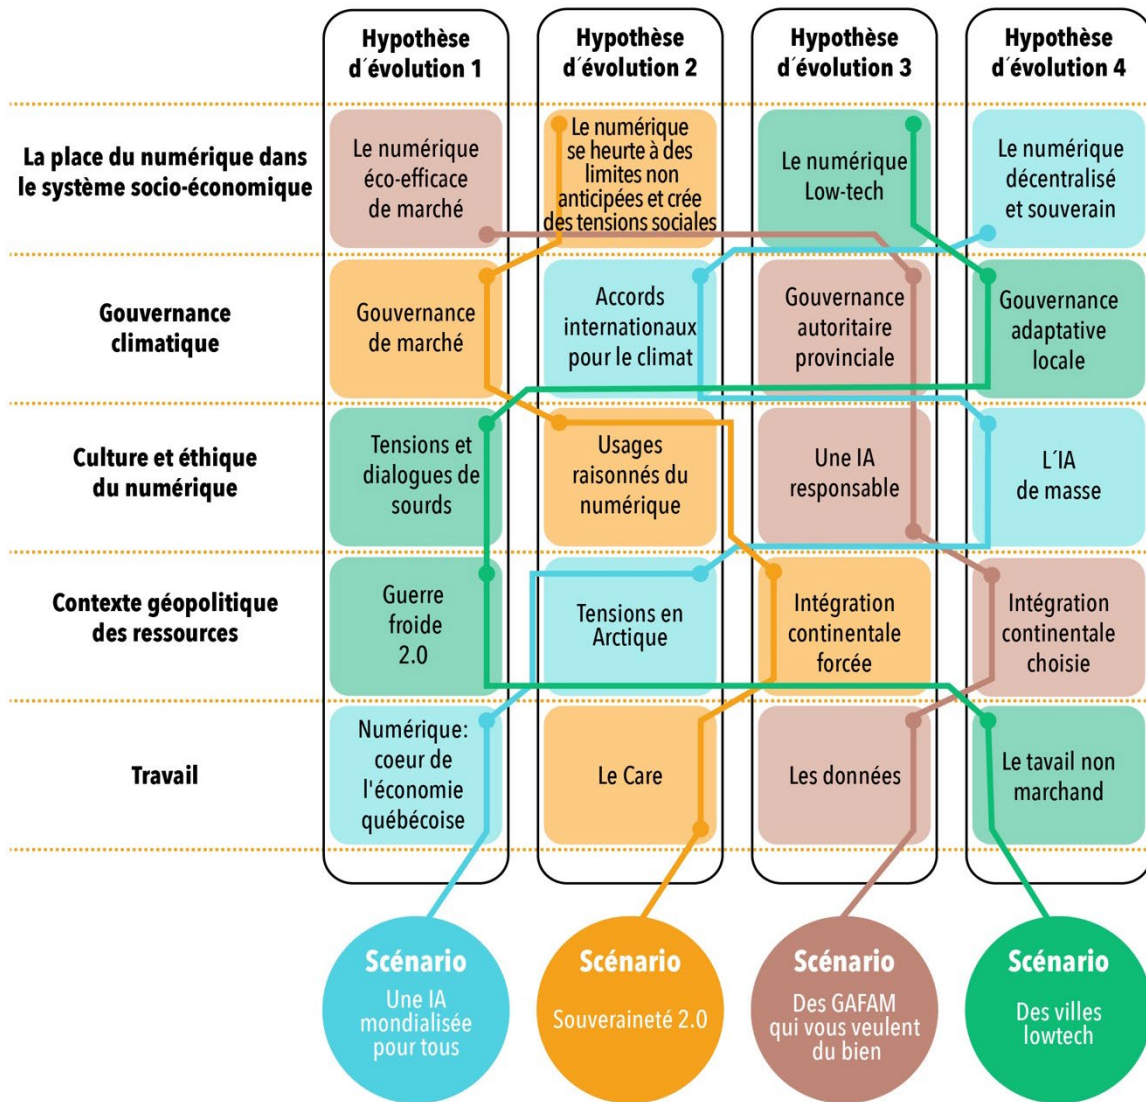 Hypothèse
d´évolution 1
Hypothèse
d´évolution 2
Hypothèse
d´évolution 3
Hypothèse
d´évolution 4
La place du numérique dans
le système socio-économique
Le numérique
éco-efficace
de marché
Le numérique
se heurte à des
limites non
anticipées et crée
des tensions sociales
Le numérique
Low-tech
Le numérique
décentralisé
et souverain
Gouvernance
climatique
Gouvernance
de marché
Accords
internationaux
pour le climat
Gouvernance
autoritaire
provinciale
Gouvernance
adaptative
locale
Culture et éthique
du numérique
Tensions et
dialogues de
sourds
Usages
raisonnés du
numérique
Une IA
responsable
L´IA
de masse
Contexte géopolitique
des ressources
Guerre
froide
2.0
Tensions en
Arctique
Intégration
continentale
forcée
Intégration
continentale
choisie
Travail
Numérique:
coeur de
l'économie
québécoise
Le Care
Les données
Le tavail non
marchand
Scénario
Une IA
mondialisée
pour tous
Scénario
Souveraineté 2.0
Scénario
Des GAFAM
qui vous veulent
du bien
Scénario
Des villes
lowtech